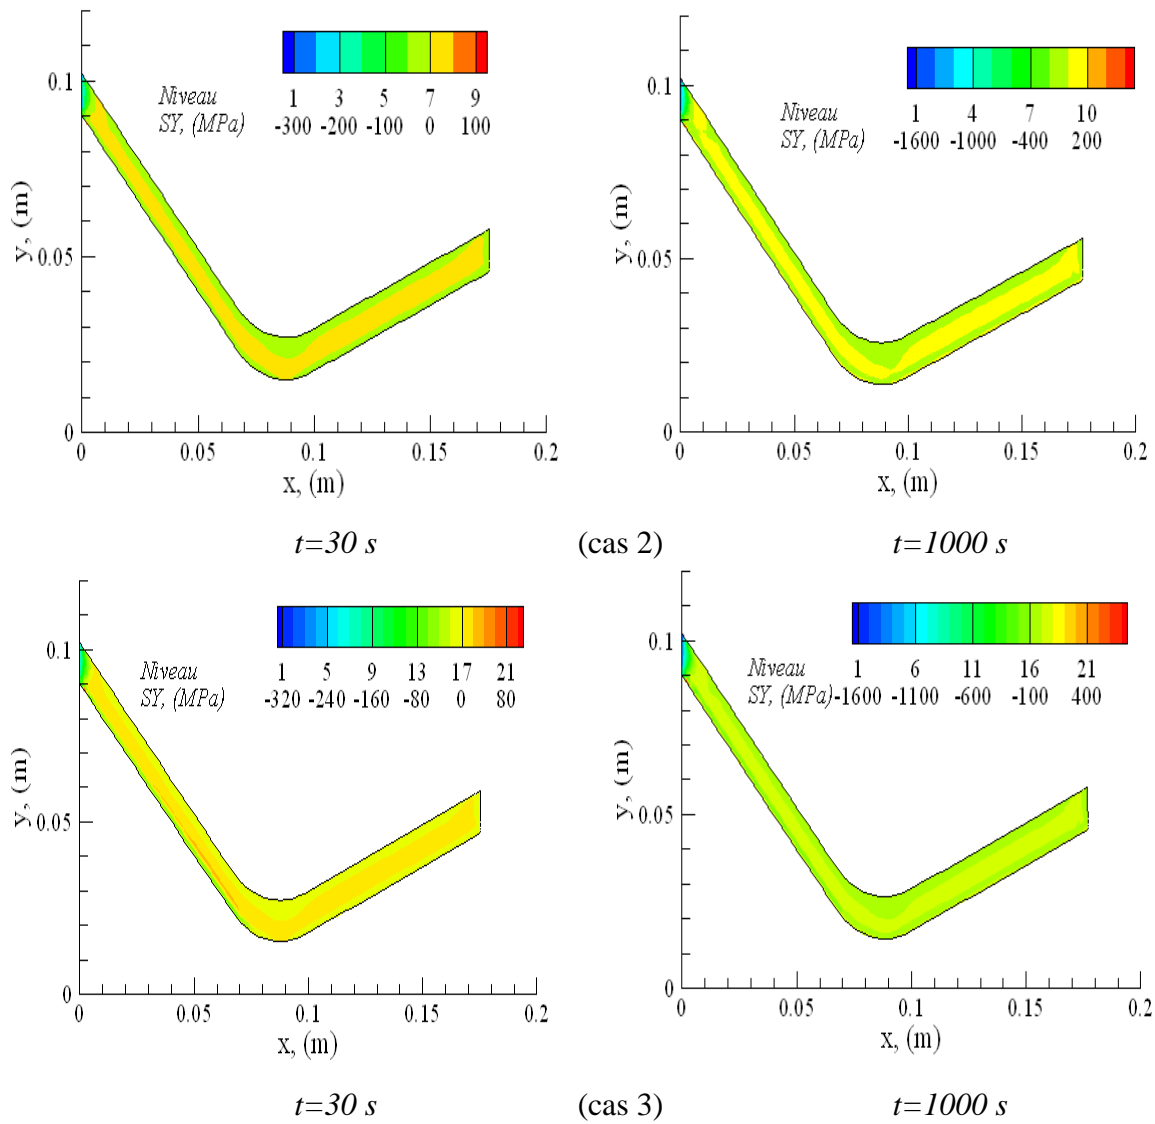 0.1
0.05
0
y, (m)
Niveau 1 3 5 7 9
SY, (MPa) -300 -200 -100 0 100
0 0.05 0.1 0.15 0.2
x, (m)
0.1
0.05
0
y, (m)
Niveau 1 4 7 10
SY, (MPa) -1600 -1000 -400 200
0 0.05 0.1 0.15 0.2
x, (m)
t=30 s (cas 2) t=1000 s
0.1
0.05
0
y, (m)
Niveau 1 5 9 13 17 21
SY, (MPa) -320 -240 -160 -80 0 80
0 0.05 0.1 0.15 0.2
x, (m)
0.1
0.05
0
y, (m)
Niveau 1 6 11 16 21
SY, (MPa) -1600 -1100 -600 -100 400
0 0.05 0.1 0.15 0.2
x, (m)
t=30 s (cas 3) t=1000 s